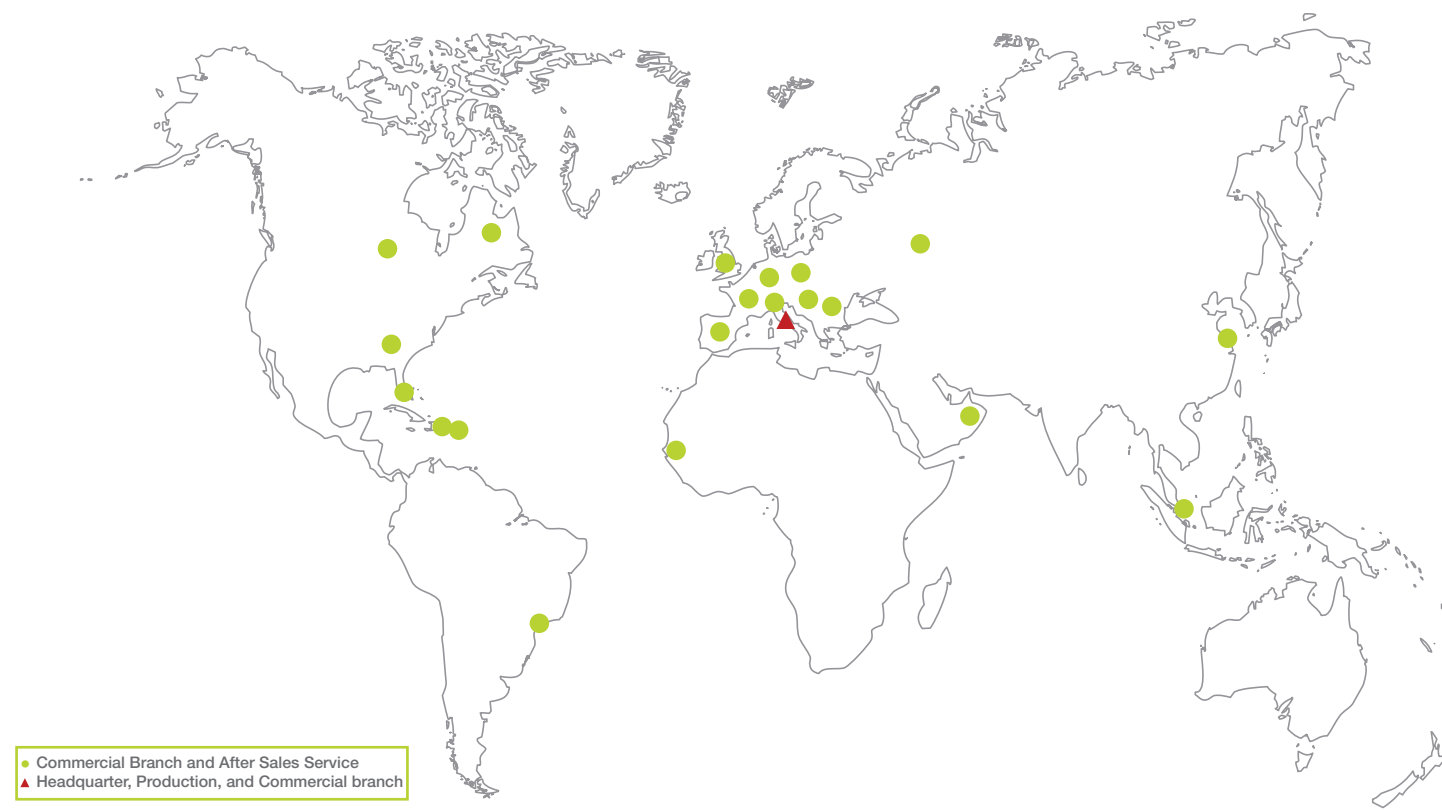 Commercial Branch and After Sales Service
Headquarter, Production, and Commercial branch